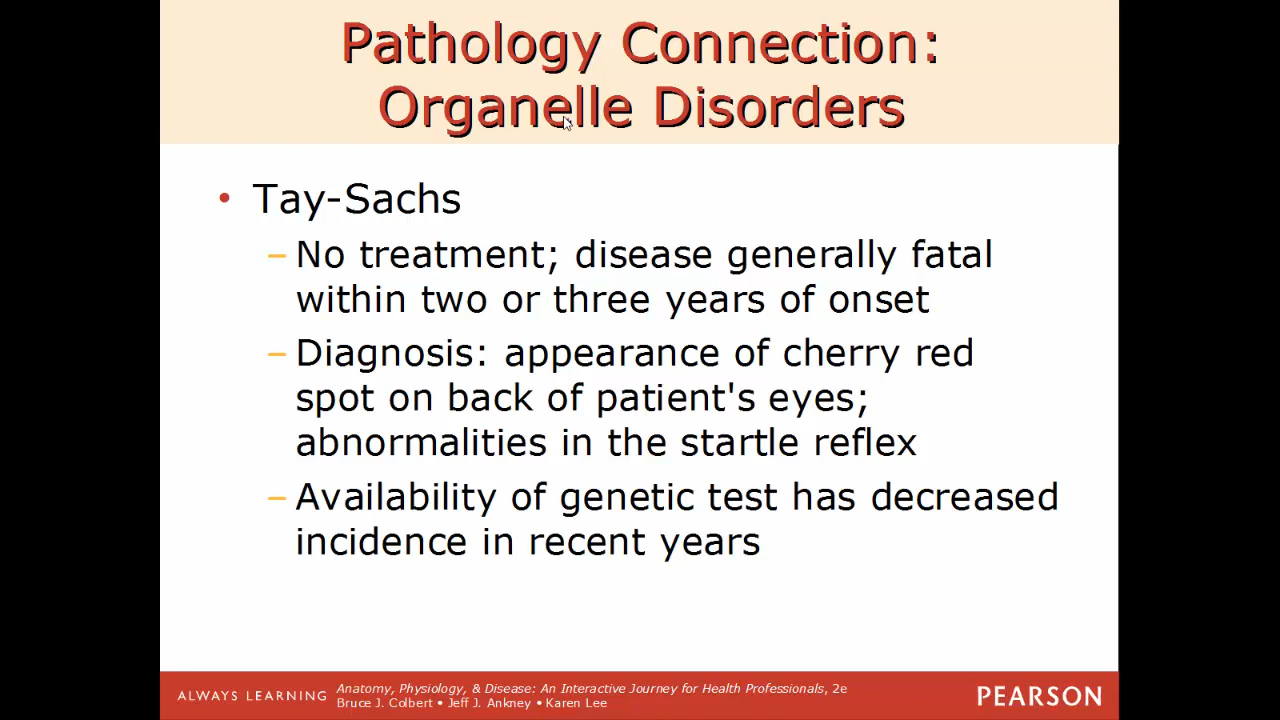 Pathology Connection:
Organelle Disorders
• Tay-Sachs
– No treatment; disease generally fatal
within two or three years of onset
– Diagnosis: appearance of cherry red
spot on back of patient's eyes;
abnormalities in the startle reflex
– Availability of genetic test has decreased
incidence in recent years
ALWAYS LEARNING
Anatomy, Physiology, & Disease: An Interactive Journey for Health Professionals, 2e
Bruce J. Colbert • Jeff J. Ankney • Karen Lee
PEARSON